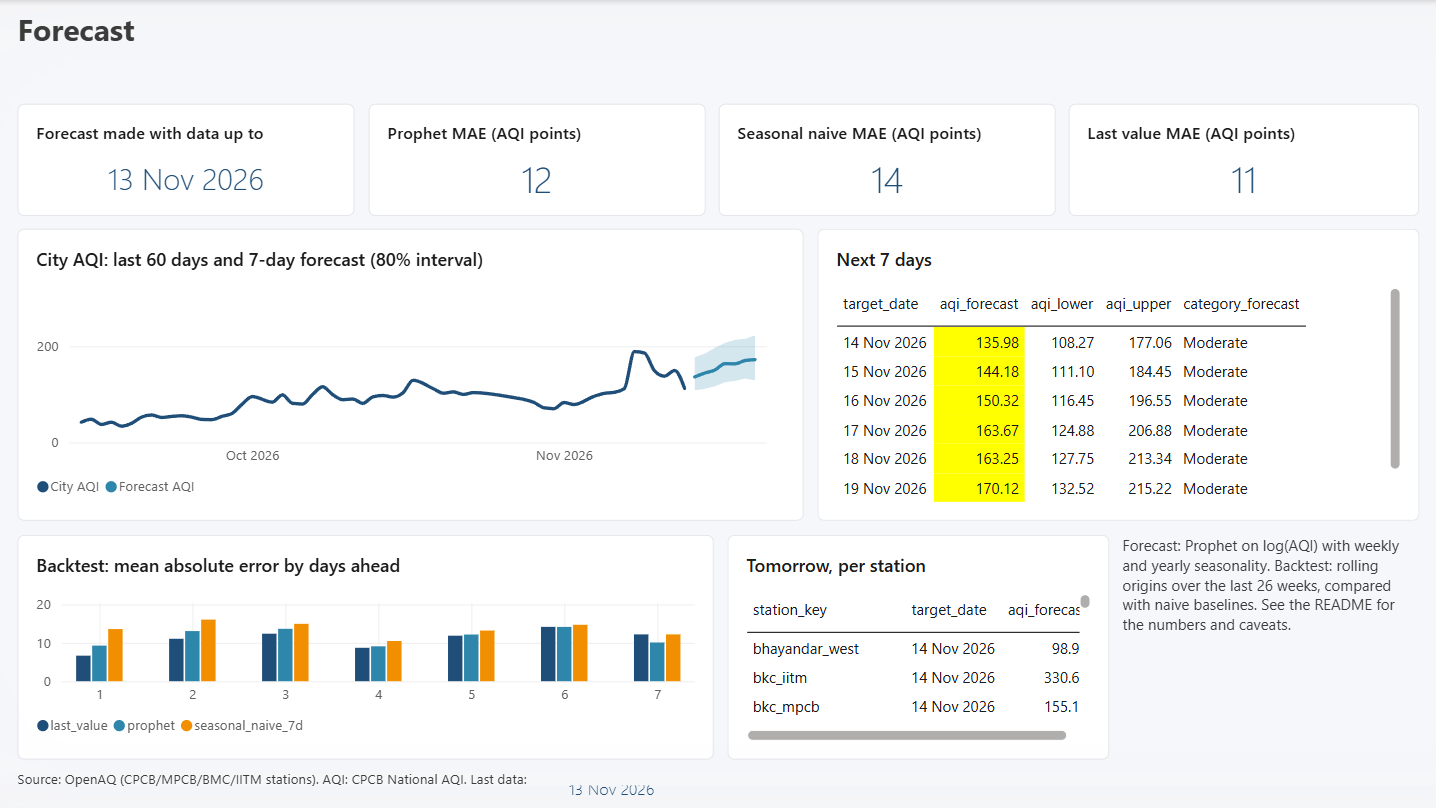 Forecast
Forecast made with data up to
13 Nov 2026
Prophet MAE (AQI points)
12
Seasonal naive MAE (AQI points)
14
Last value MAE (AQI points)
11
City AQI: last 60 days and 7-day forecast (80% interval)
200
0
Oct 2026 Nov 2026
City AQI Forecast AQI
Next 7 days
target_date aqi_forecast aqi_lower aqi_upper category_forecast
14 Nov 2026 135.98 108.27 177.06 Moderate
15 Nov 2026 144.18 111.10 184.45 Moderate
16 Nov 2026 150.32 116.45 196.55 Moderate
17 Nov 2026 163.67 124.88 206.88 Moderate
18 Nov 2026 163.25 127.75 213.34 Moderate
19 Nov 2026 170.12 132.52 215.22 Moderate
Backtest: mean absolute error by days ahead
20
10
0
1 2 3 4 5 6 7
last_value prophet seasonal_naive_7d
Tomorrow, per station
station_key target_date aqi_forecas
bhayandar_west 14 Nov 2026 98.9
bkc_iitm 14 Nov 2026 330.6
bkc_mpcb 14 Nov 2026 155.1
Forecast: Prophet on log(AQI) with weekly
and yearly seasonality. Backtest: rolling
origins over the last 26 weeks, compared
with naive baselines. See the README for
the numbers and caveats.
Source: OpenAQ (CPCB/MPCB/BMC/IITM stations). AQI: CPCB National AQI. Last data:
13 Nov 2026